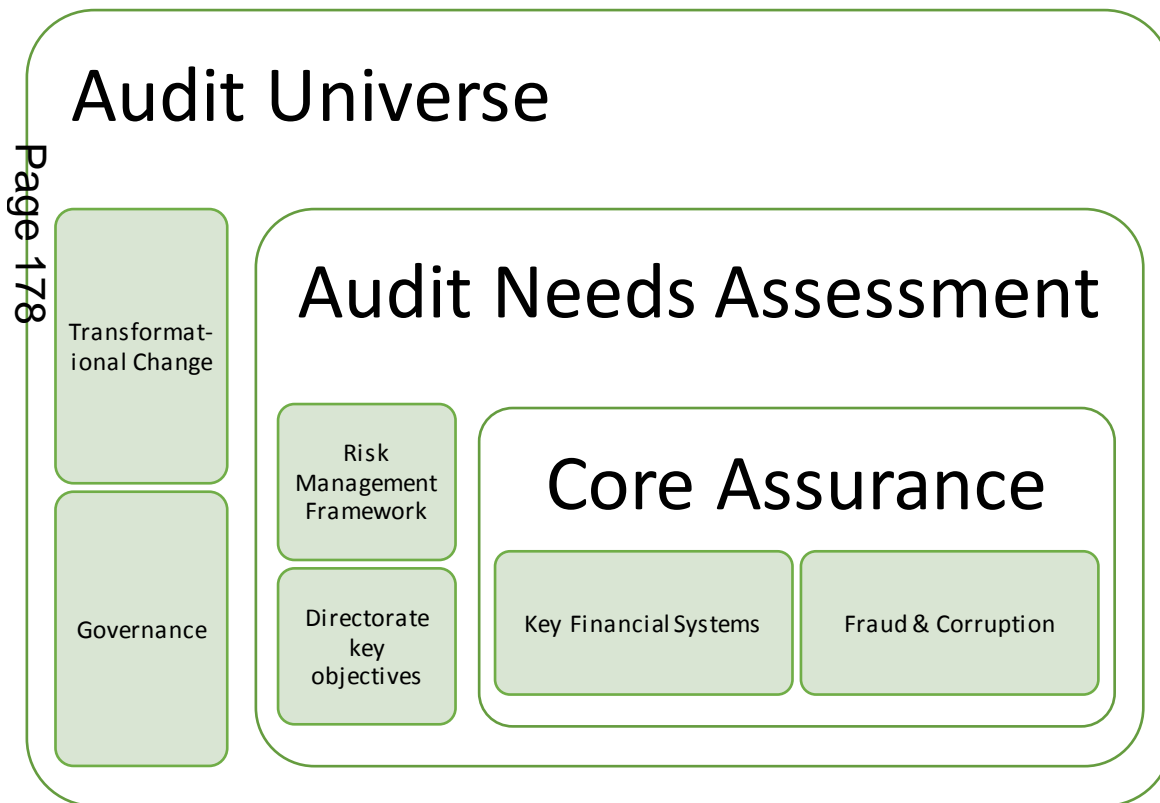 Audit Universe
Page 178
Transformat-
ional Change
Governance
Audit Needs Assessment
Risk
Management
Framework
Directorate
key
objectives
Core Assurance
Key Financial Systems
Fraud & Corruption